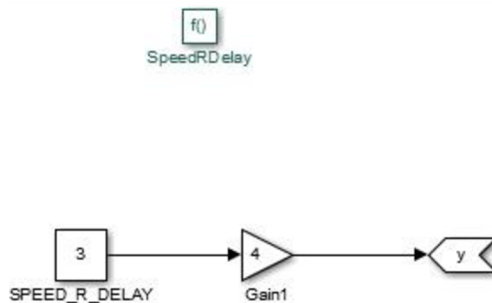 f()
SpeedRDelay
3
4
y
SPEED_R_DELAY
Gain1